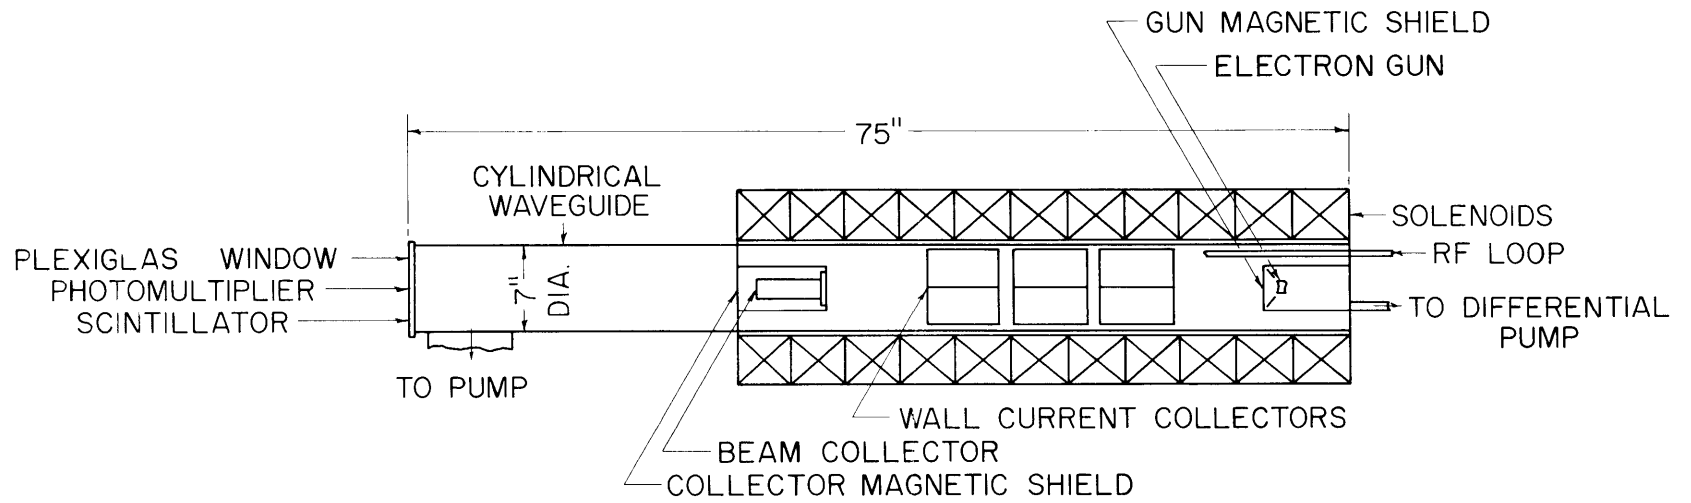 GUN MAGNETIC SHIELD
ELECTRON GUN
75"
CYLINDRICAL
WAVEGUIDE
SOLENOIDS
PLEXIGLAS WINDOW
RF LOOP
PHOTOMULTIPLIER
7"
DIA.
SCINTILLATOR
TO DIFFERENTIAL
PUMP
TO PUMP
WALL CURRENT COLLECTORS
BEAM COLLECTOR
COLLECTOR MAGNETIC SHIELD